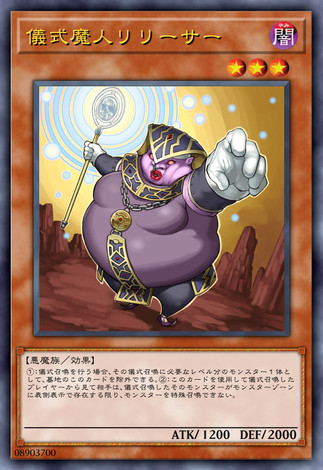 儀式魔人リリーサー
闇
やみ
【悪魔族／効果】
①：儀式召喚を行う場合、その儀式召喚に必要なレベル分のモンスター１体と
して、墓地のこのカードを除外できる。②：このカードを使用して儀式召喚した
プレイヤーから見て相手は、儀式召喚したそのモンスターがモンスターゾーン
に表側表示で存在する限り、モンスターを特殊召喚できない。
ATK/1200 DEF/2000
08903700